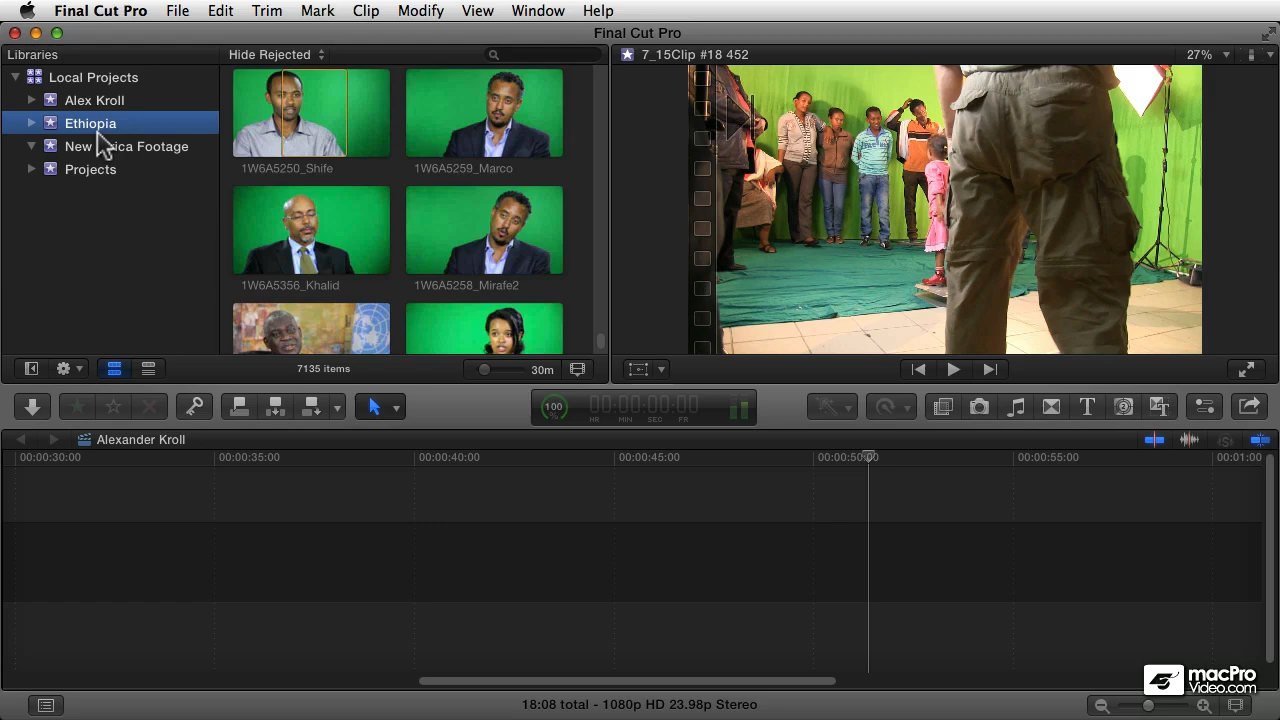 Final Cut Pro File Edit Trim Mark Clip Modify View Window Help
Final Cut Pro
Libraries
Hide Rejected
7_15Clip #18 452
27%
Local Projects
Alex Kroll
Ethiopia
New ica Footage
Projects
1W6A5250_Shife
1W6A5259_Marco
1W6A5356_Khalid
1W6A5258_Mirafe2
7135 items
30m
100
00:00:00:00
HR MIN SEC FR
Alexander Kroll
00:00:30:00
00:00:35:00
00:00:40:00
00:00:45:00
00:00:50:00
00:00:55:00
00:01:00
18:08 total - 1080p HD 23.98p Stereo
macPro
Video.com